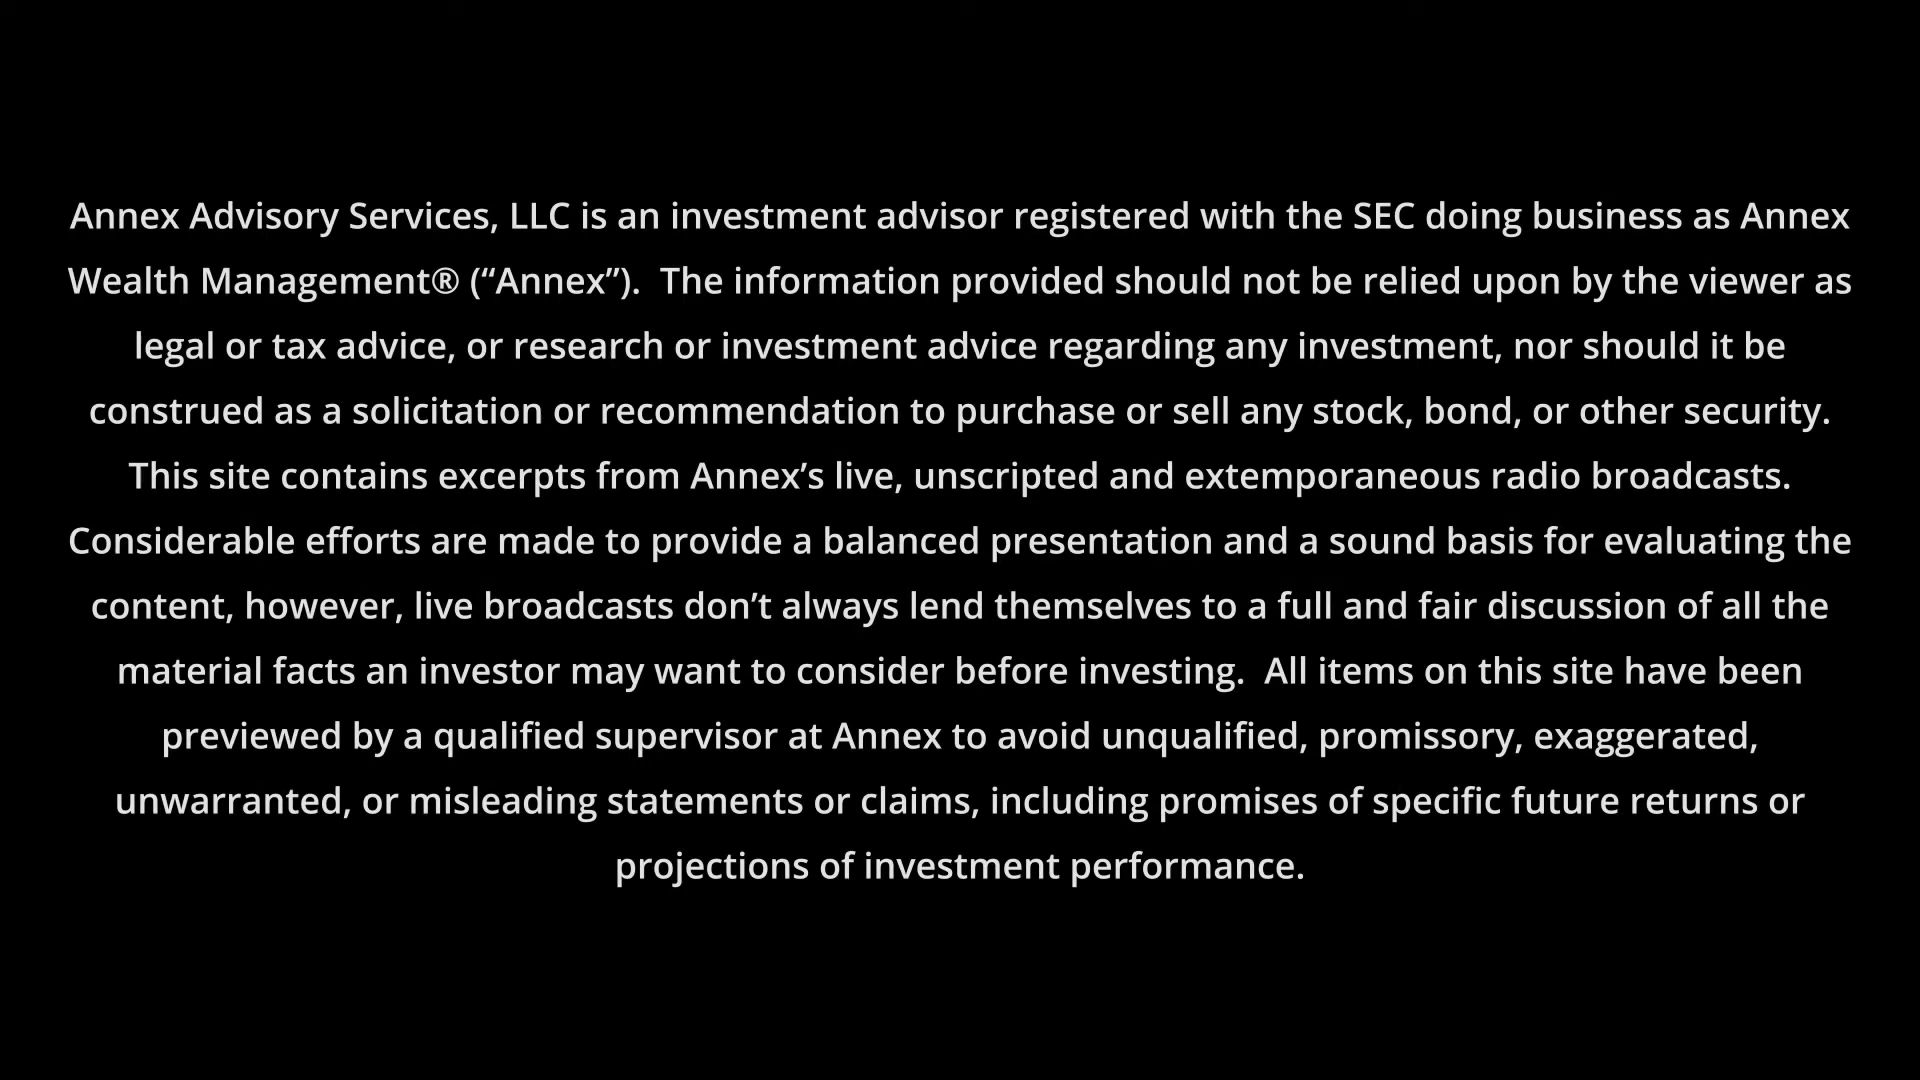 Annex Advisory Services, LLC is an investment advisor registered with the SEC doing business as Annex
Wealth Management® (“Annex”).  The information provided should not be relied upon by the viewer as
legal or tax advice, or research or investment advice regarding any investment, nor should it be
construed as a solicitation or recommendation to purchase or sell any stock, bond, or other security.
This site contains excerpts from Annex’s live, unscripted and extemporaneous radio broadcasts.
Considerable efforts are made to provide a balanced presentation and a sound basis for evaluating the
content, however, live broadcasts don’t always lend themselves to a full and fair discussion of all the
material facts an investor may want to consider before investing.  All items on this site have been
previewed by a qualified supervisor at Annex to avoid unqualified, promissory, exaggerated,
unwarranted, or misleading statements or claims, including promises of specific future returns or
projections of investment performance.